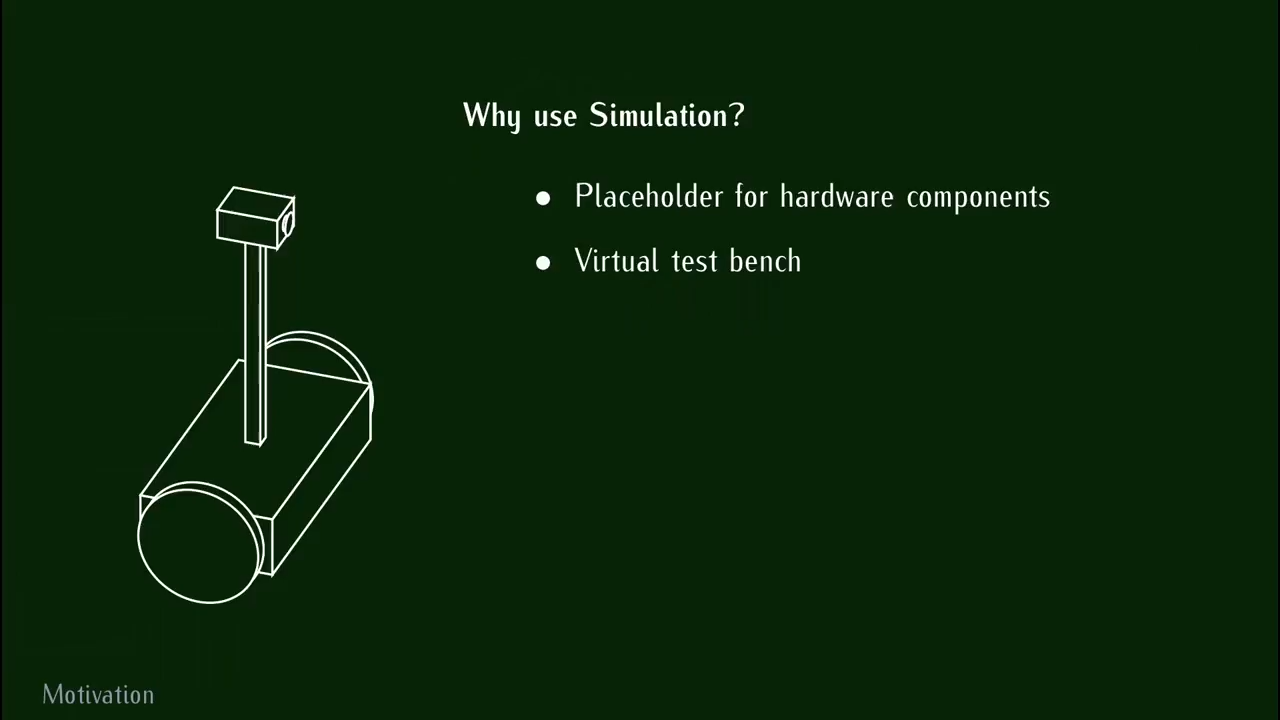 Why use Simulation?
● Placeholder for hardware components
● Virtual test bench
Motivation